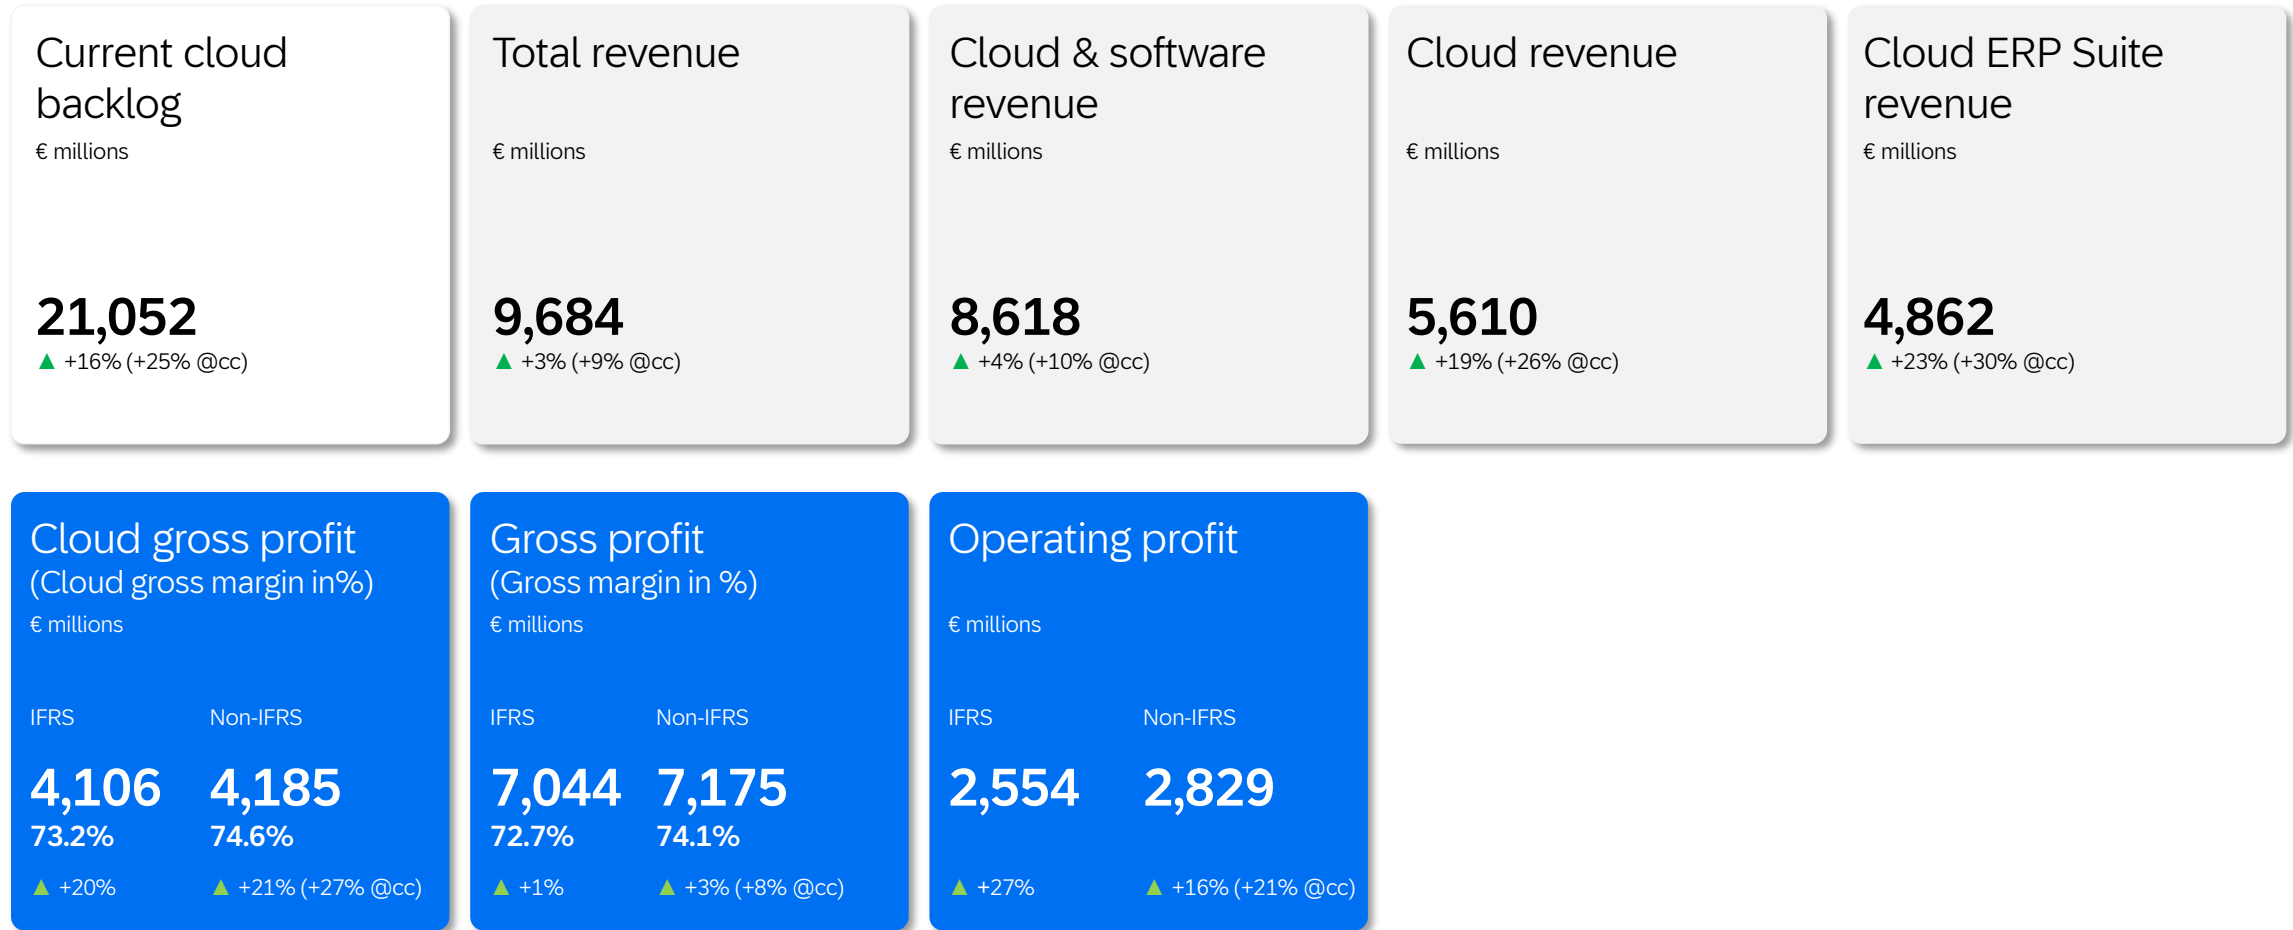 Current cloud
backlog
€ millions
21,052
▲ +16% (+25% @cc)
Total revenue
€ millions
9,684
▲ +3% (+9% @cc)
Cloud & software
revenue
€ millions
8,618
▲ +4% (+10% @cc)
Cloud revenue
€ millions
5,610
▲ +19% (+26% @cc)
Cloud ERP Suite
revenue
€ millions
4,862
▲ +23% (+30% @cc)
Cloud gross profit
(Cloud gross margin in%)
€ millions
IFRS Non-IFRS
4,106 4,185
73.2% 74.6%
▲ +20% ▲ +21% (+27% @cc)
Gross profit
(Gross margin in %)
€ millions
IFRS Non-IFRS
7,044 7,175
72.7% 74.1%
▲ +1% ▲ +3% (+8% @cc)
Operating profit
€ millions
IFRS Non-IFRS
2,554 2,829
▲ +27% ▲ +16% (+21% @cc)